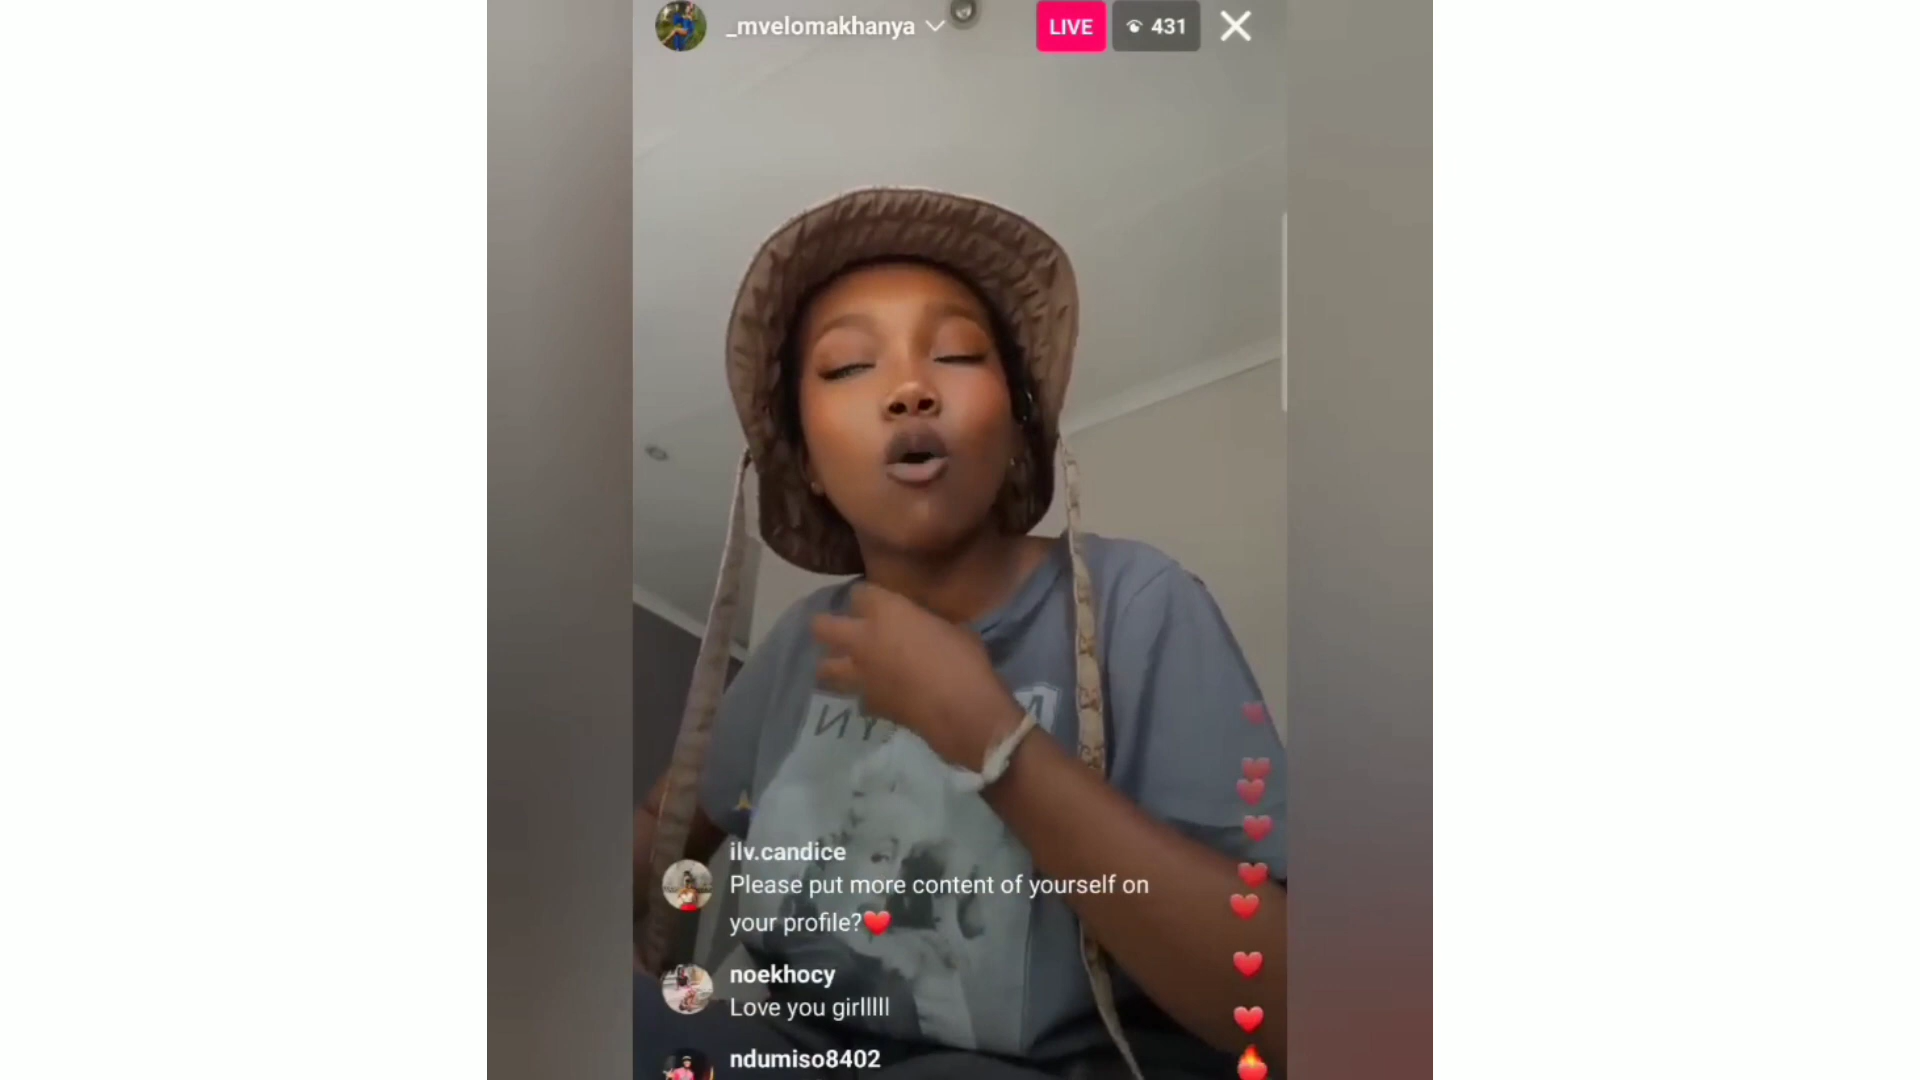 _mvelomakhanya
LIVE
431
ilv.candice
Please put more content of yourself on
your profile?❤️
noekhocy
Love you girlllll
ndumiso8402